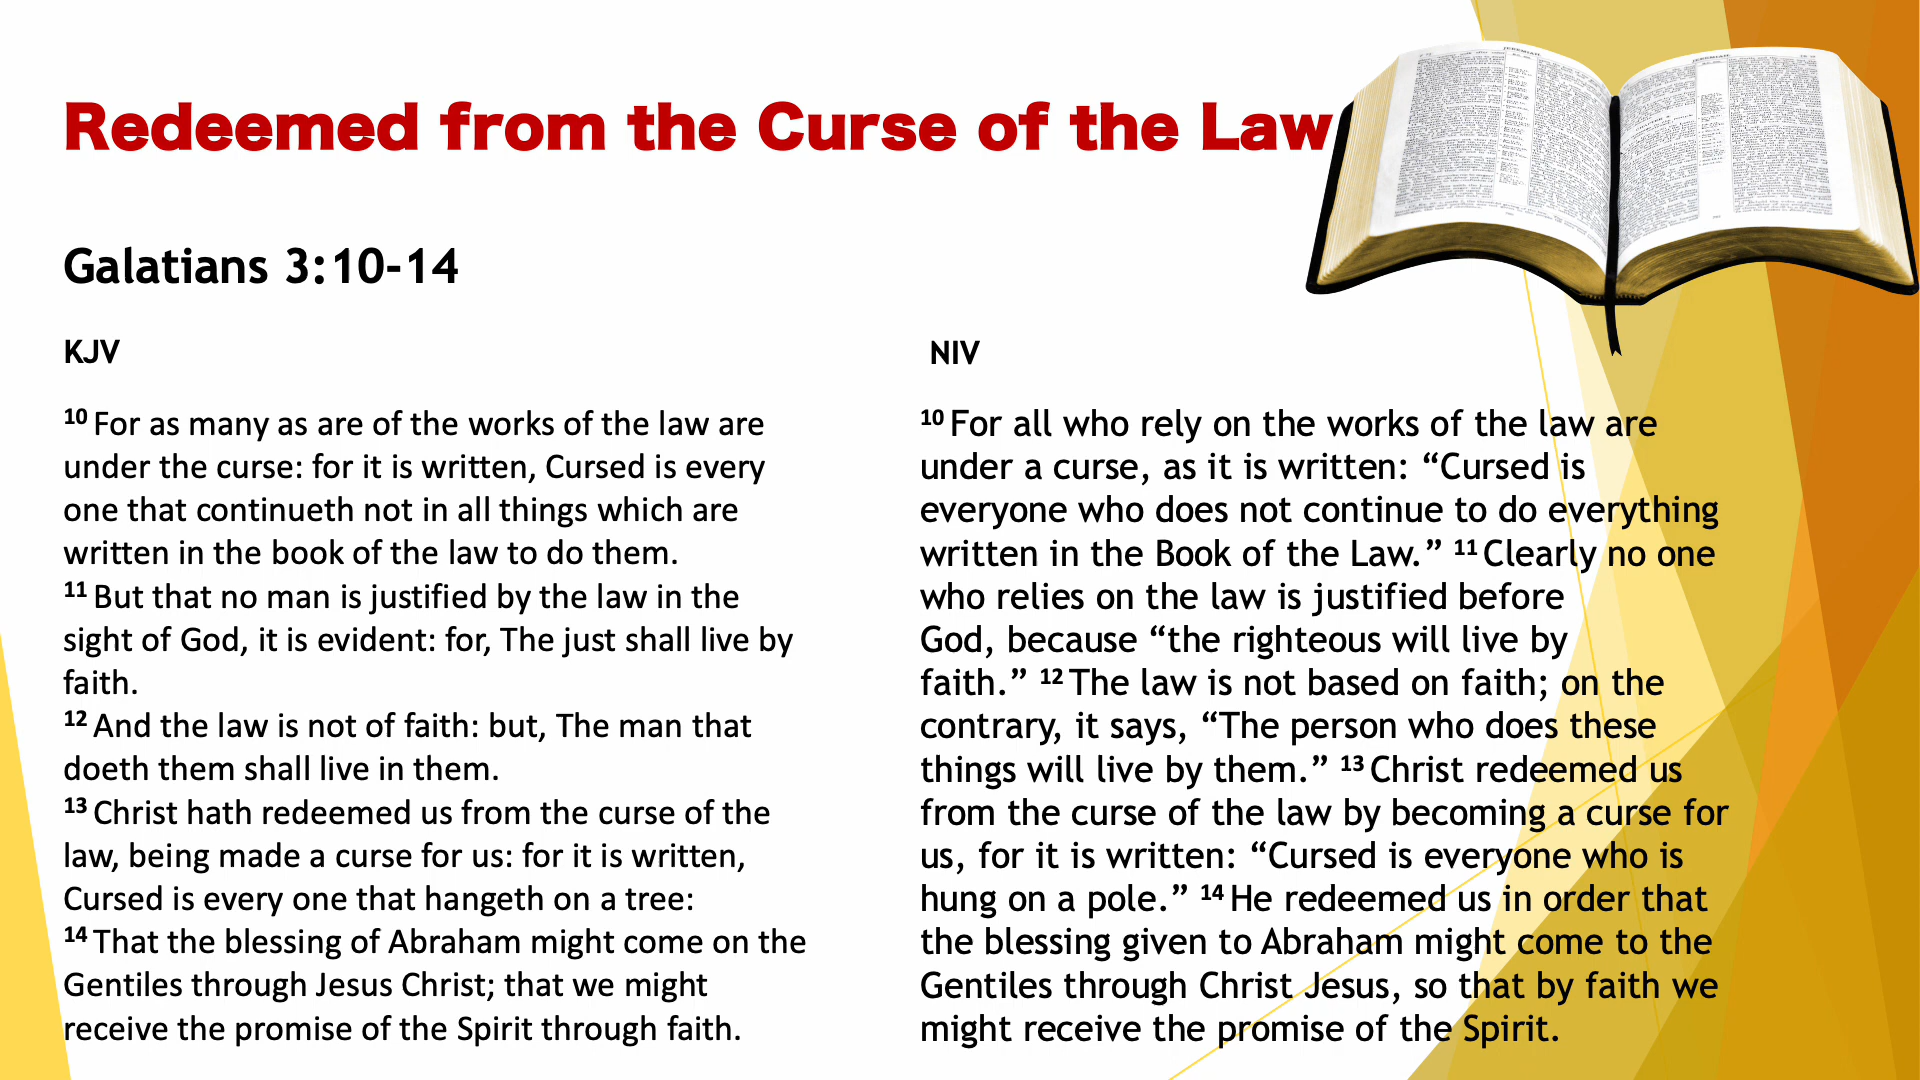 Redeemed from the Curse of the Law
Galatians 3:10-14
KJV
10 For as many as are of the works of the law are
under the curse: for it is written, Cursed is every
one that continueth not in all things which are
written in the book of the law to do them.
11 But that no man is justified by the law in the
sight of God, it is evident: for, The just shall live by
faith.
12 And the law is not of faith: but, The man that
doeth them shall live in them.
13 Christ hath redeemed us from the curse of the
law, being made a curse for us: for it is written,
Cursed is every one that hangeth on a tree:
14 That the blessing of Abraham might come on the
Gentiles through Jesus Christ; that we might
receive the promise of the Spirit through faith.
NIV
10 For all who rely on the works of the law are
under a curse, as it is written: “Cursed is
everyone who does not continue to do everything
written in the Book of the Law.” 11 Clearly no one
who relies on the law is justified before
God, because “the righteous will live by
faith.” 12 The law is not based on faith; on the
contrary, it says, “The person who does these
things will live by them.” 13 Christ redeemed us
from the curse of the law by becoming a curse for
us, for it is written: “Cursed is everyone who is
hung on a pole.” 14 He redeemed us in order that
the blessing given to Abraham might come to the
Gentiles through Christ Jesus, so that by faith we
might receive the promise of the Spirit.
JEREMIAH
JEREMIAH